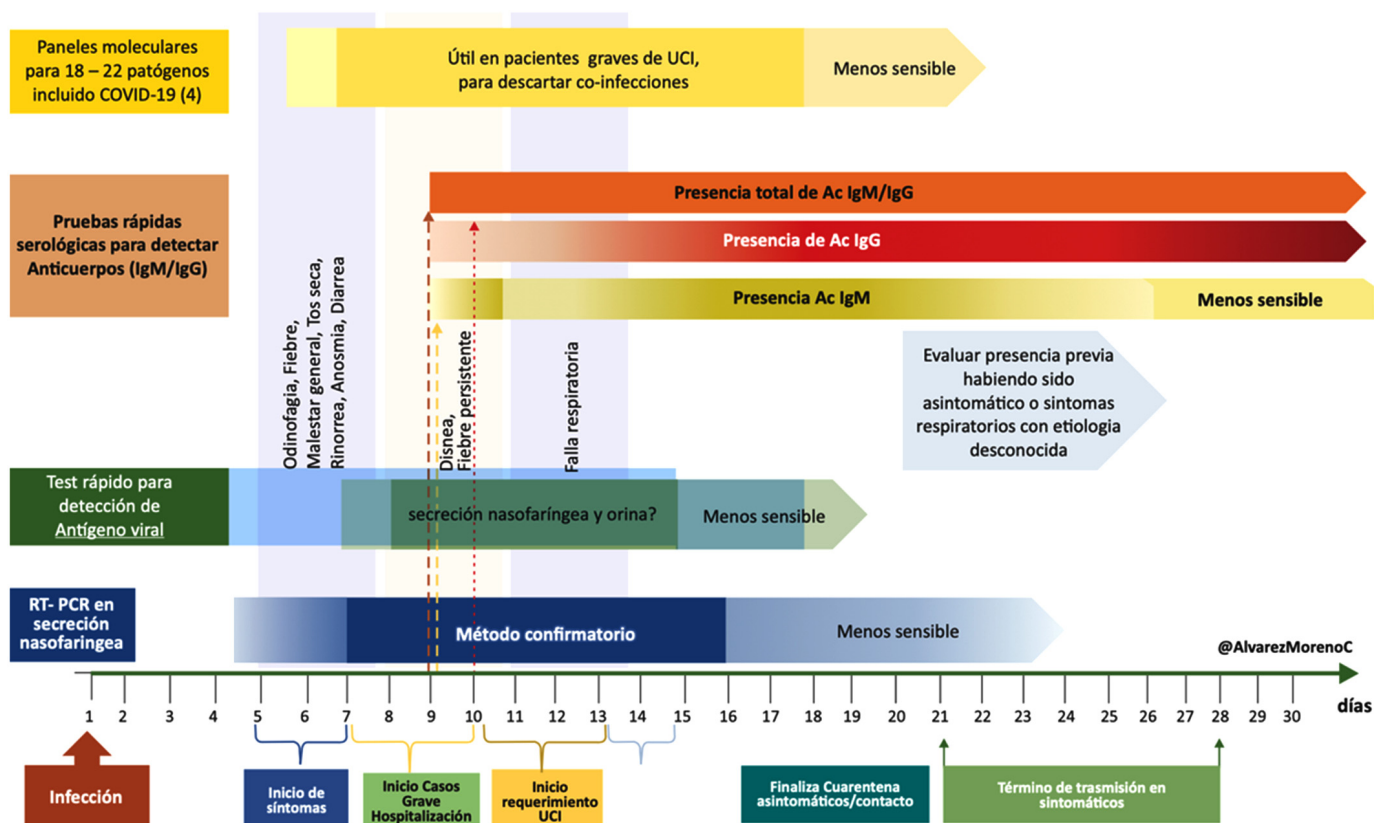 Paneles moleculares
para 18 – 22 patógenos
incluido COVID-19 (4)
Útil en pacientes graves de UCI,
para descartar co-infecciones
Menos sensible
Pruebas rápidas
serológicas para detectar
Anticuerpos (IgM/IgG)
Presencia total de Ac IgM/IgG
Presencia de Ac IgG
Presencia Ac IgM
Menos sensible
Odinofagia, Fiebre,
Malestar general, Tos seca,
Rinorrea, Anosmia, Diarrea
Disnea,
Fiebre persistente
Falla respiratoria
Evaluar presencia previa
habiendo sido
asintomático o sintomas
respiratorios con etiologia
desconocida
Test rápido para
detección de
Antígeno viral
secreción nasofaríngea y orina?
Menos sensible
RT- PCR en
secreción
nasofaringea
Método confirmatorio
Menos sensible
@AlvarezMorenoC
1 2 3 4 5 6 7 8 9 10 11 12 13 14 15 16 17 18 19 20 21 22 23 24 25 26 27 28 29 30
días
Infección
Inicio de
síntomas
Inicio Casos
Grave
Hospitalización
Inicio
requerimiento
UCI
Finaliza Cuarentena
asintomáticos/contacto
Término de trasmisión en
sintomáticos